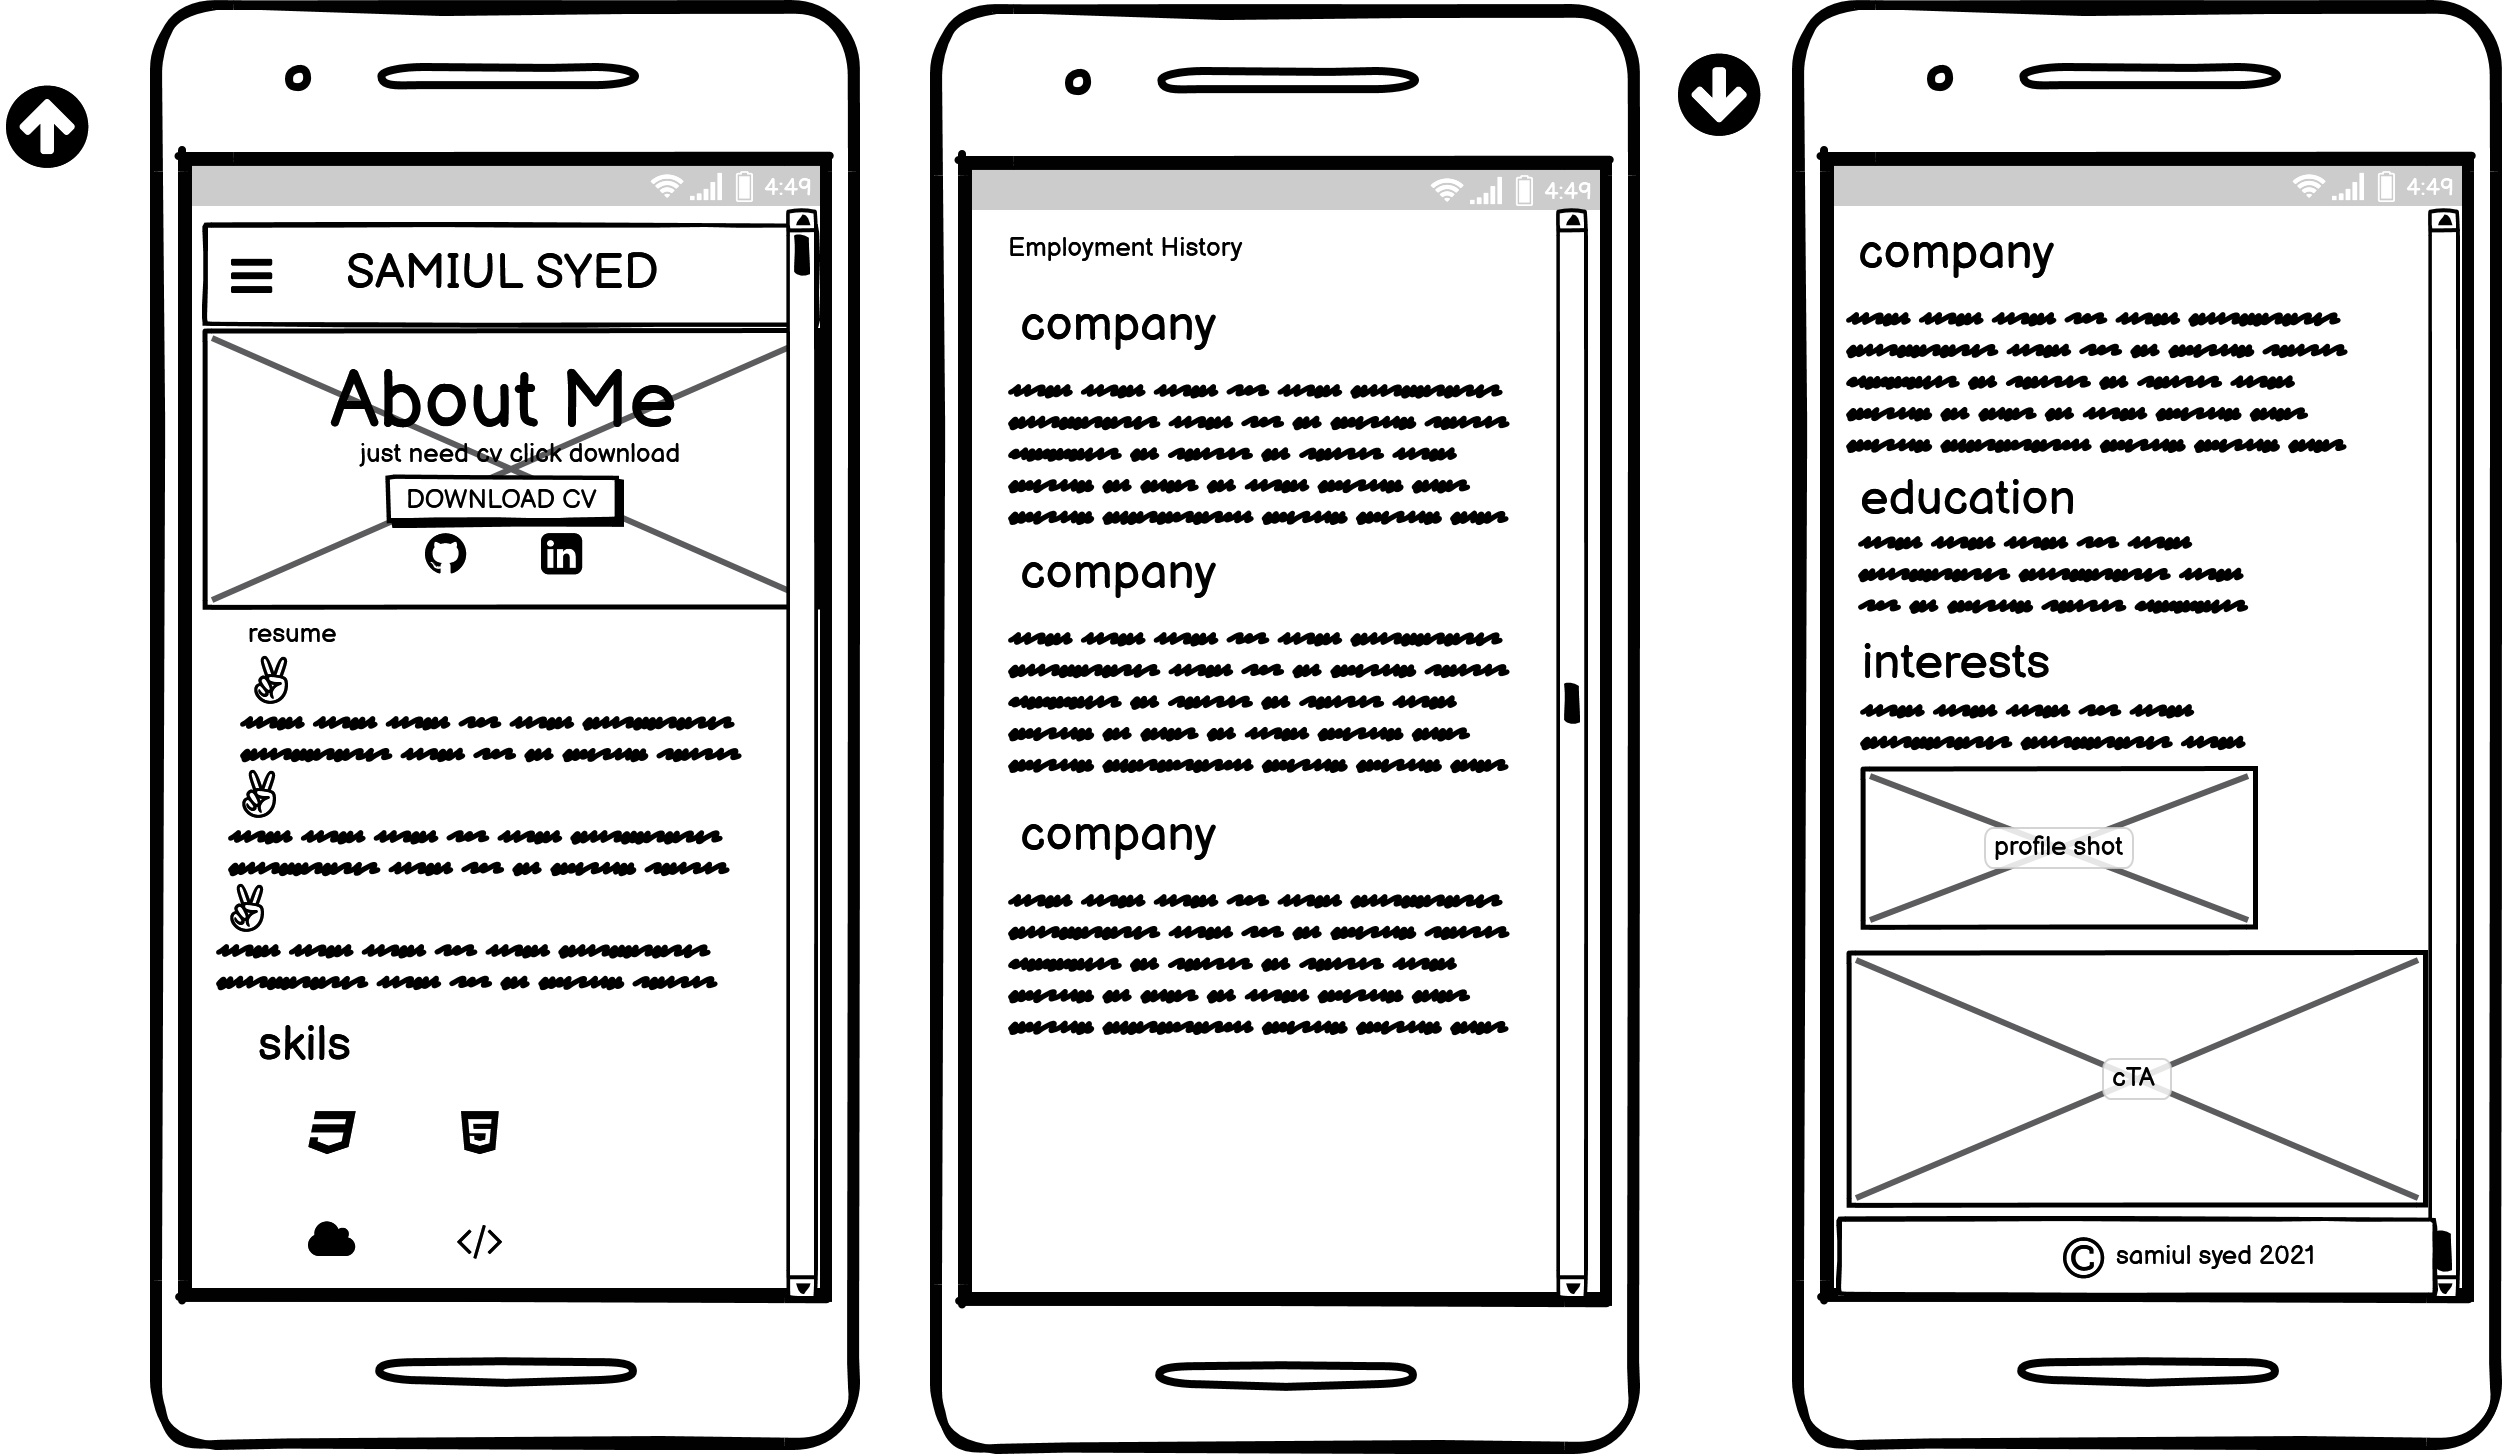 4:49
SAMIUL SYED
About Me
just need cv click download
DOWNLOAD CV
in
resume
skils
</>
4:49
Employment History
company
company
company
4:49
company
education
interests
profile shot
cTA
© samiul syed 2021